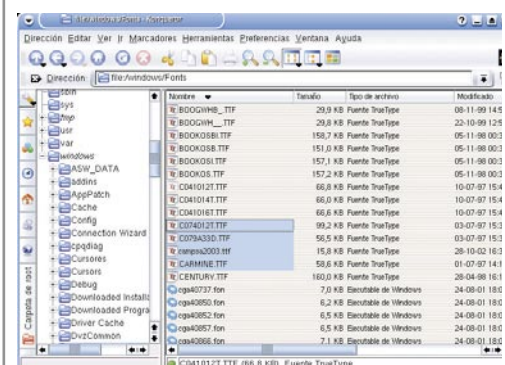 file:/windows/Fonts - Konqueror
Dirección Editar Ver Ir Marcadores Herramientas Preferencias Ventana Ayuda
Dirección: file:/windows/Fonts
Nombre Tamaño Tipo de archivo Modificado
sbin
sys
tmp
usr
var
windows
ASW_DATA
addins
AppPatch
Cache
Config
Connection Wizard
cpqdiag
Cursores
Cursors
Debug
Downloaded Install
Downloaded Progra
Driver Cache
DvzCommon
Carpeta de root
BOOGWHB_.TTF 29,9 KB Fuente TrueType 08-11-99 14:5
BOOGWH__.TTF 29,8 KB Fuente TrueType 22-10-99 12:5
BOOKOSBI.TTF 158,7 KB Fuente TrueType 05-11-98 00:3
BOOKOSB.TTF 151,0 KB Fuente TrueType 05-11-98 00:3
BOOKOSI.TTF 157,1 KB Fuente TrueType 05-11-98 00:3
BOOKOS.TTF 157,2 KB Fuente TrueType 05-11-98 00:3
C041012T.TTF 66,8 KB Fuente TrueType 10-07-97 15:4
C041014T.TTF 66,0 KB Fuente TrueType 10-07-97 15:4
C041016T.TTF 66,6 KB Fuente TrueType 10-07-97 15:4
C074012T.TTF 99,2 KB Fuente TrueType 03-07-97 15:3
C079A33D.TTF 56,5 KB Fuente TrueType 03-07-97 15:3
campsa2003.ttf 15,8 KB Fuente TrueType 28-10-02 16:3
CARMINE.TTF 58,6 KB Fuente TrueType 01-07-97 14:1
CENTURY.TTF 160,0 KB Fuente TrueType 28-04-98 16:1
cga40737.fon 7,0 KB Ejecutable de Windows 24-08-01 18:0
cga40850.fon 6,2 KB Ejecutable de Windows 24-08-01 18:0
cga40852.fon 6,5 KB Ejecutable de Windows 24-08-01 18:0
cga40857.fon 6,5 KB Ejecutable de Windows 24-08-01 18:0
cga40866.fon 7,1 KB Ejecutable de Windows 24-08-01 18:0
C041012T.TTF (66,8 KB) Fuente TrueType